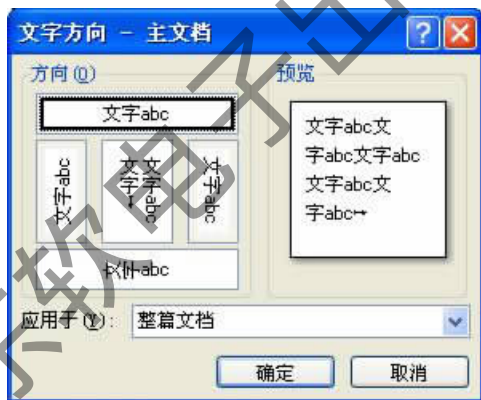 文字方向 - 主文档
方向(O)
预览
文字abc
文字abc
文字文字abc→
文字abc
文字abc
文字abc文
字abc文字abc
文字abc文
字abc→
应用于(Y):
整篇文档
确定
取消